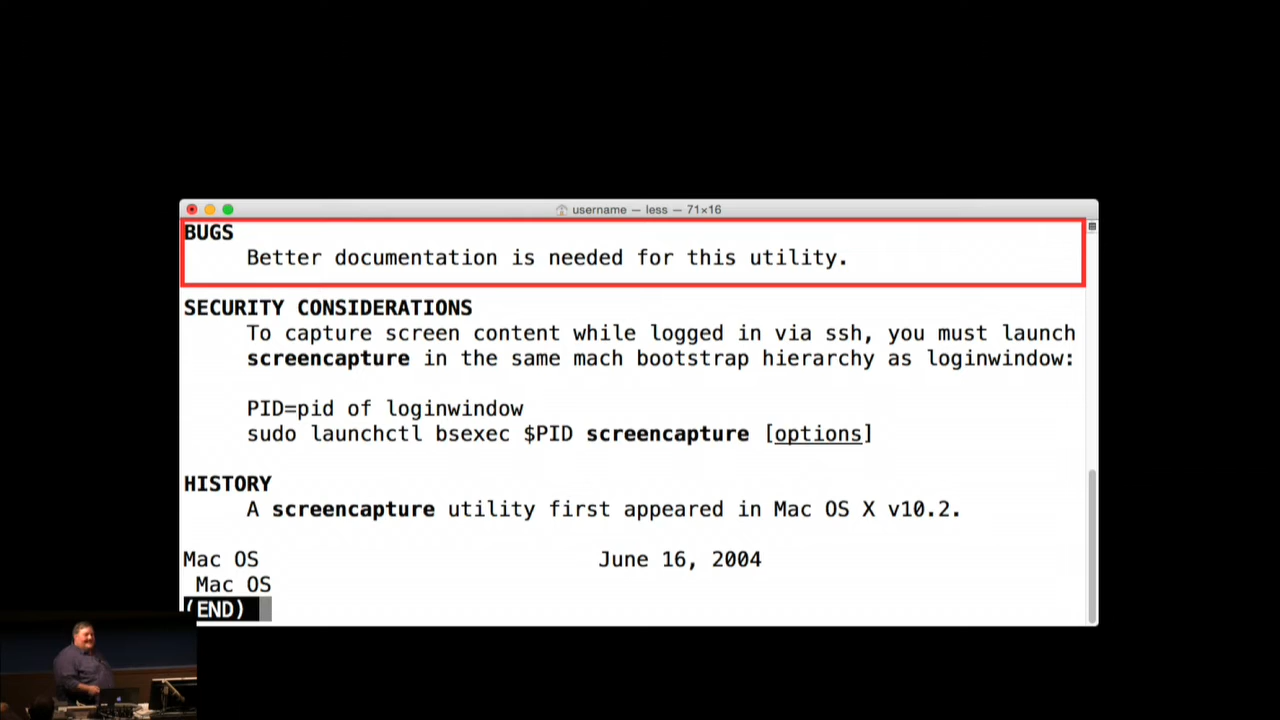 username — less — 71×16
BUGS
Better documentation is needed for this utility.
SECURITY CONSIDERATIONS
To capture screen content while logged in via ssh, you must launch
screencapture in the same mach bootstrap hierarchy as loginwindow:
PID=pid of loginwindow
sudo launchctl bsexec $PID screencapture [options]
HISTORY
A screencapture utility first appeared in Mac OS X v10.2.
Mac OS June 16, 2004
Mac OS
(END)